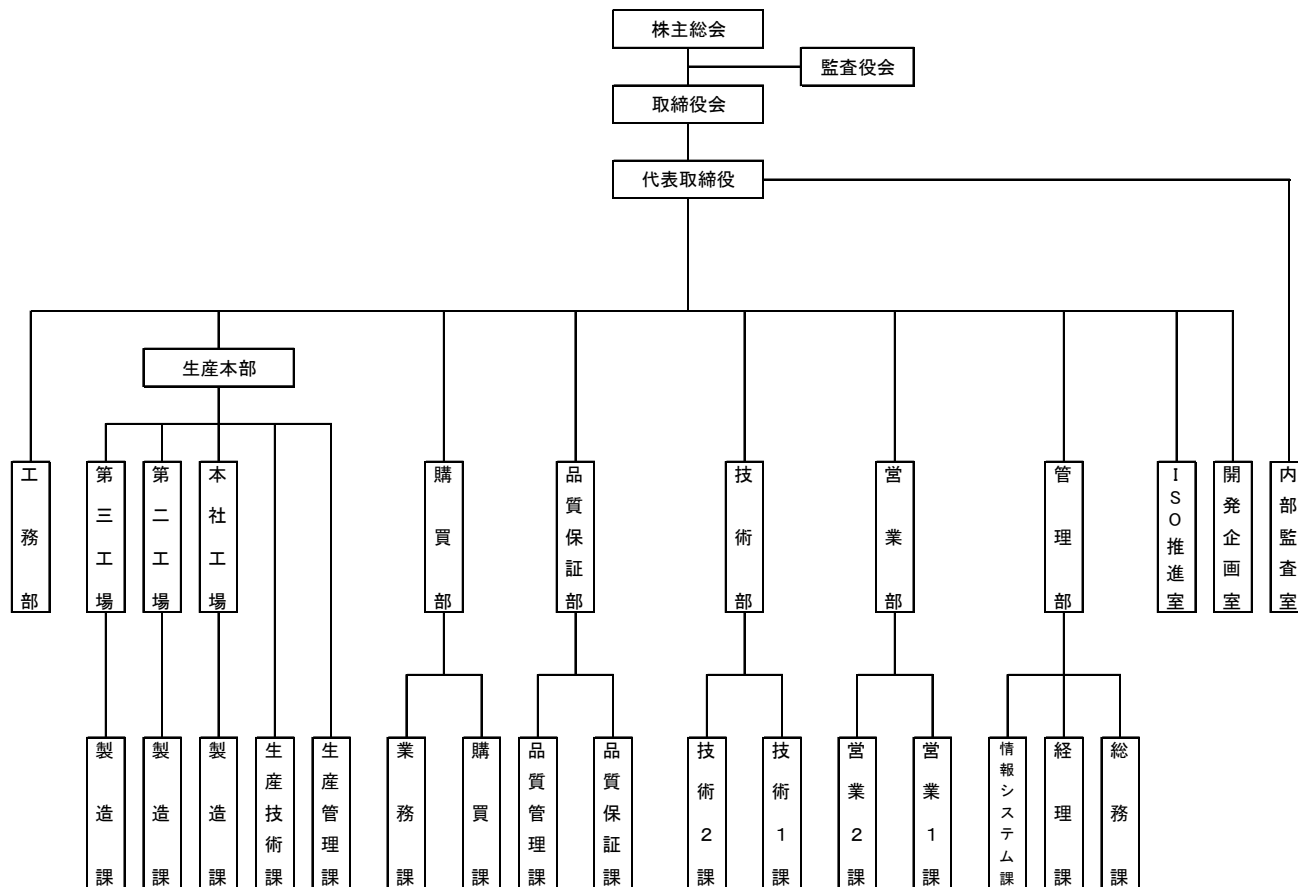 株主総会
監査役会
取締役会
代表取締役
生産本部
工務部
第三工場
第二工場
本社工場
購買部
品質保証部
技術部
営業部
管理部
ISO推進室
開発企画室
内部監査室
製造課
製造課
製造課
生産技術課
生産管理課
業務課
購買課
品質管理課
品質保証課
技術2課
技術1課
営業2課
営業1課
情報システム課
経理課
総務課